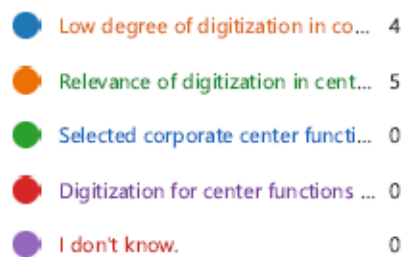 Low degree of digitization in co... 4
Relevance of digitization in cent... 5
Selected corporate center functi... 0
Digitization for center functions ... 0
I don't know. 0